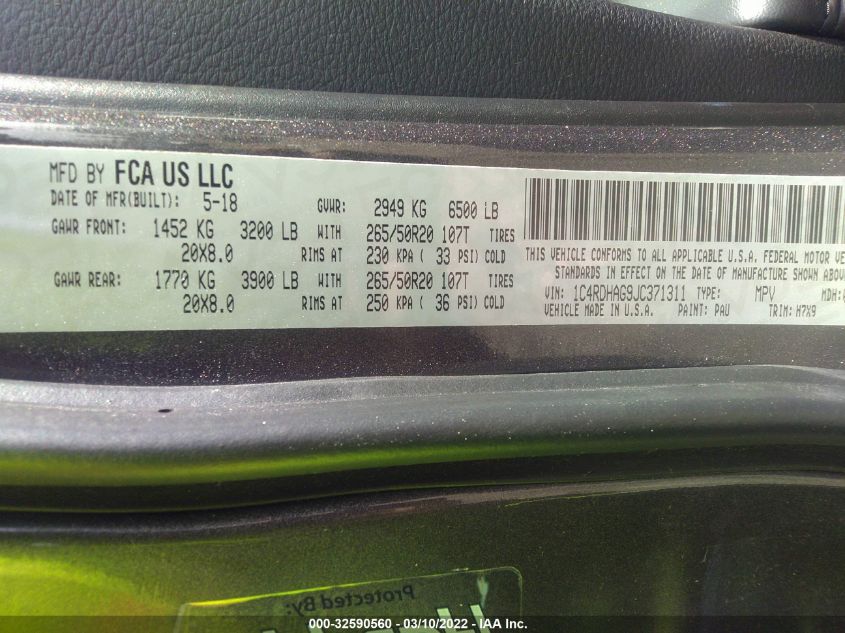 MFD BY FCA US LLC
DATE OF MFR(BUILT): 5-18 GVWR: 2949 KG 6500 LB
GAWR FRONT: 1452 KG 3200 LB WITH 265/50R20 107T TIRES
20X8.0 RIMS AT 230 KPA ( 33 PSI) COLD
GAWR REAR: 1770 KG 3900 LB WITH 265/50R20 107T TIRES
20X8.0 RIMS AT 250 KPA ( 36 PSI) COLD
THIS VEHICLE CONFORMS TO ALL APPLICABLE U.S.A. FEDERAL MOTOR
STANDARDS IN EFFECT ON THE DATE OF MANUFACTURE SHOWN
VIN: 1C4RDHAG9JC371311 TYPE: MPV MDH:
VEHICLE MADE IN U.S.A. PAINT: PAU TRIM: H7X9
Protected By:
000-32590560 - 03/10/2022 - IAA Inc.